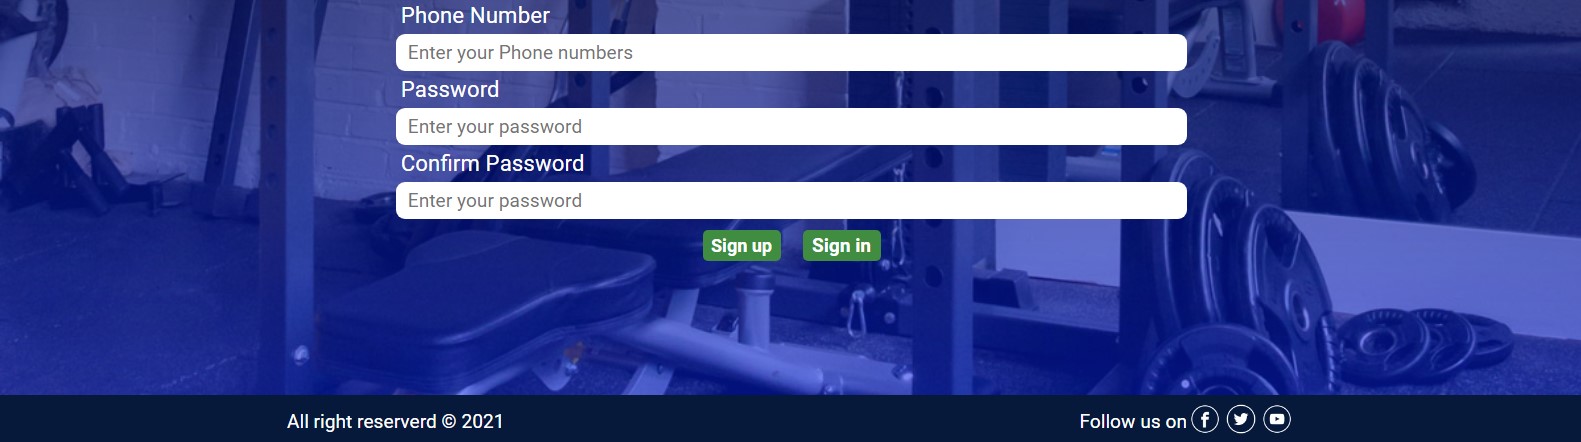 Phone Number
Enter your Phone numbers
Password
Enter your password
Confirm Password
Enter your password
Sign up Sign in
All right reserverd © 2021 Follow us on